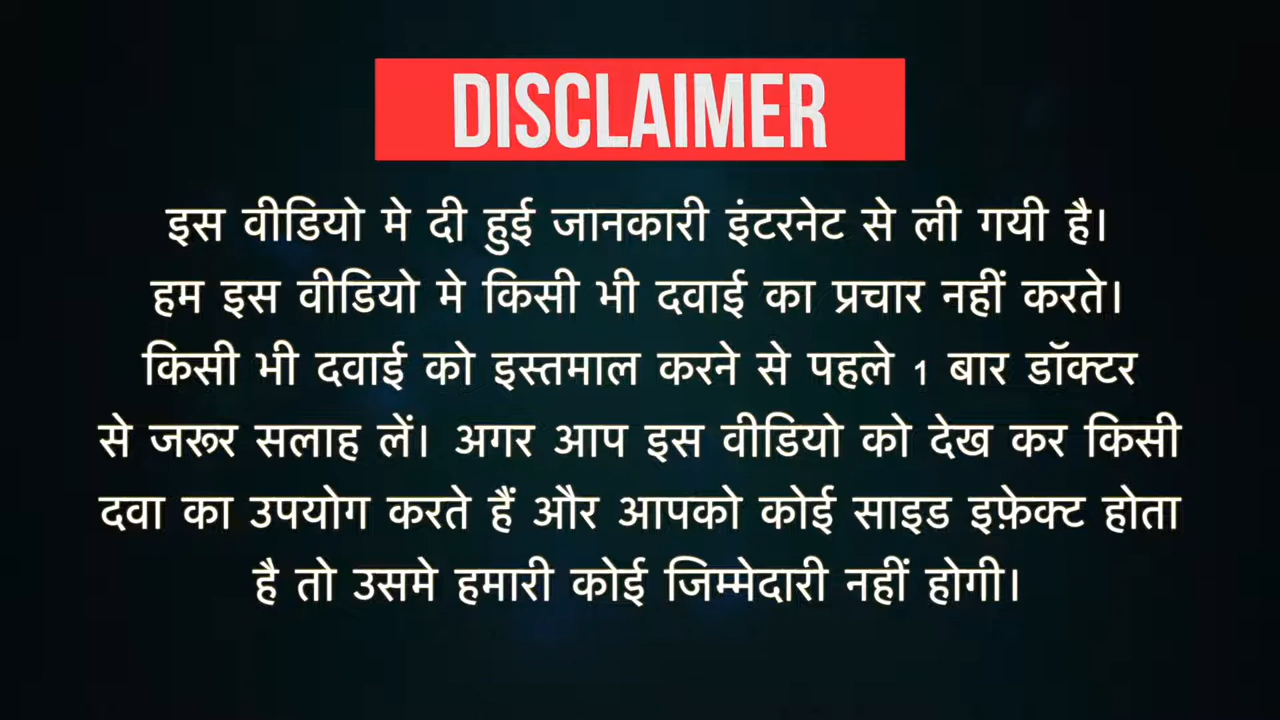 DISCLAIMER
इस वीडियो मे दी हुई जानकारी इंटरनेट से ली गयी है।
हम इस वीडियो मे किसी भी दवाई का प्रचार नहीं करते।
किसी भी दवाई को इस्तमाल करने से पहले 1 बार डॉक्टर
से जरूर सलाह लें। अगर आप इस वीडियो को देख कर किसी
दवा का उपयोग करते हैं और आपको कोई साइड इफ़ेक्ट होता
है तो उसमे हमारी कोई जिम्मेदारी नहीं होगी।